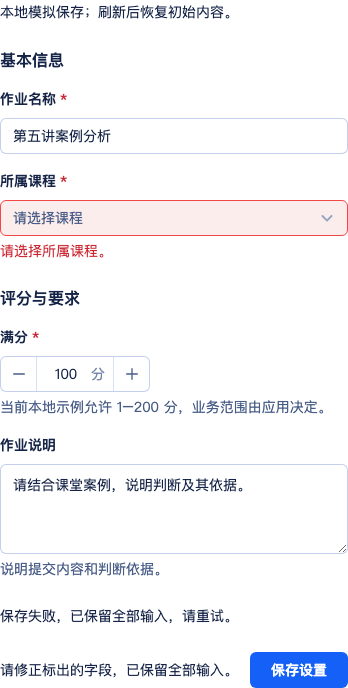 本地模拟保存；刷新后恢复初始内容。
基本信息
作业名称 *
第五讲案例分析
所属课程 *
请选择课程
请选择所属课程。
评分与要求
满分 *
100 分
当前本地示例允许 1–200 分，业务范围由应用决定。
作业说明
请结合课堂案例，说明判断及其依据。
说明提交内容和判断依据。
保存失败，已保留全部输入，请重试。
请修正标出的字段，已保留全部输入。 保存设置